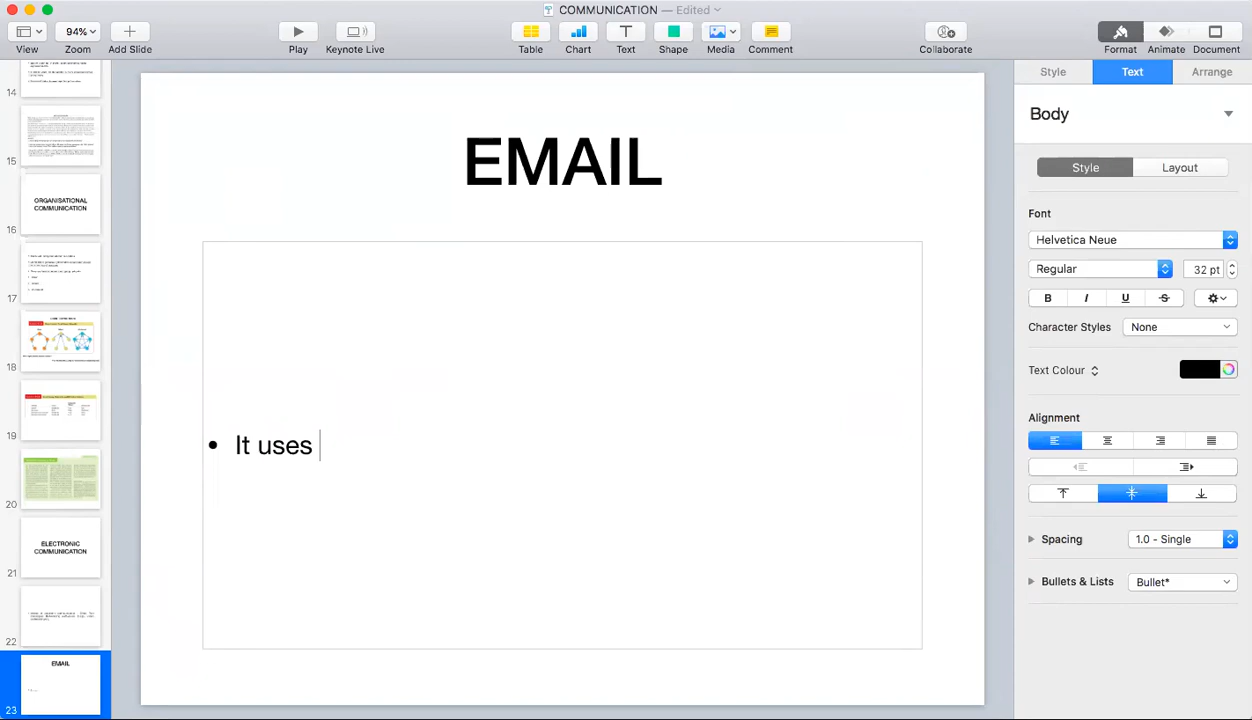 COMMUNICATION — Edited
View
94%
Zoom
Add Slide
Play
Keynote Live
Table
Chart
Text
Shape
Media
Comment
Collaborate
Format
Animate
Document
14
15
ORGANISATIONAL
COMMUNICATION
16
17
18
19
20
ELECTRONIC
COMMUNICATION
21
22
EMAIL
23
EMAIL
• It uses
Style
Text
Arrange
Body
Style
Layout
Font
Helvetica Neue
Regular
32 pt
B
I
U
S
Character Styles
None
Text Colour
Alignment
Spacing
1.0 - Single
Bullets & Lists
Bullet*